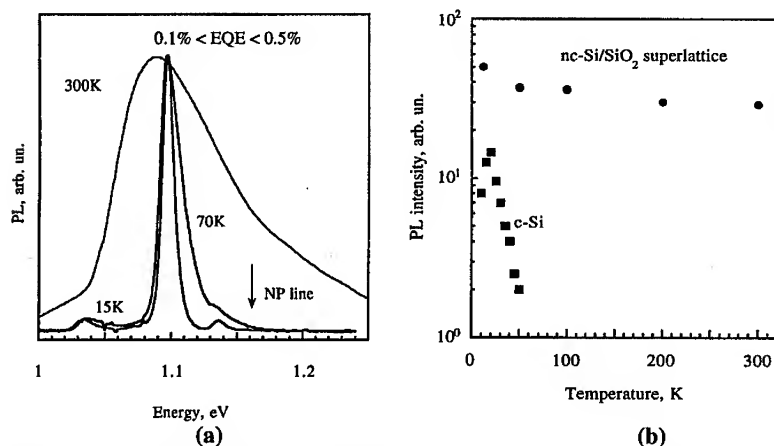 0.1% < EQE < 0.5%
300K
70K
15K
NP line
PL, arb. un.
1
1.1
1.2
Energy, eV
(a)
10²
nc-Si/SiO₂ superlattice
10¹
c-Si
10⁰
PL intensity, arb. un.
0
100
200
300
Temperature, K
(b)